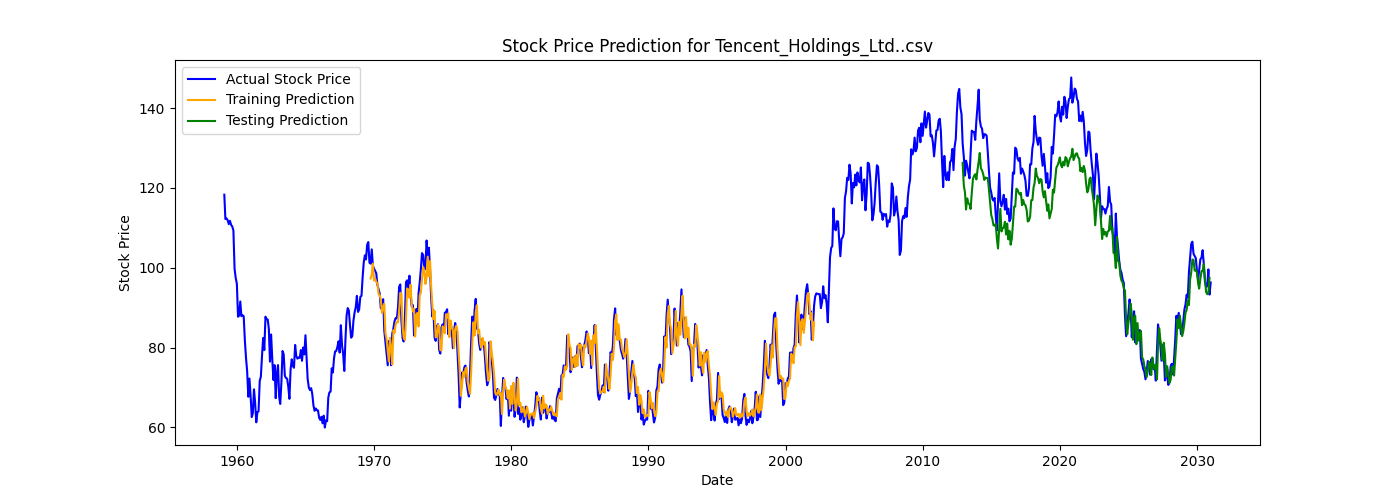 Stock Price Prediction for Tencent_Holdings_Ltd..csv
Actual Stock Price
Training Prediction
Testing Prediction
Stock Price
140
120
100
80
60
1960 1970 1980 1990 2000 2010 2020 2030
Date